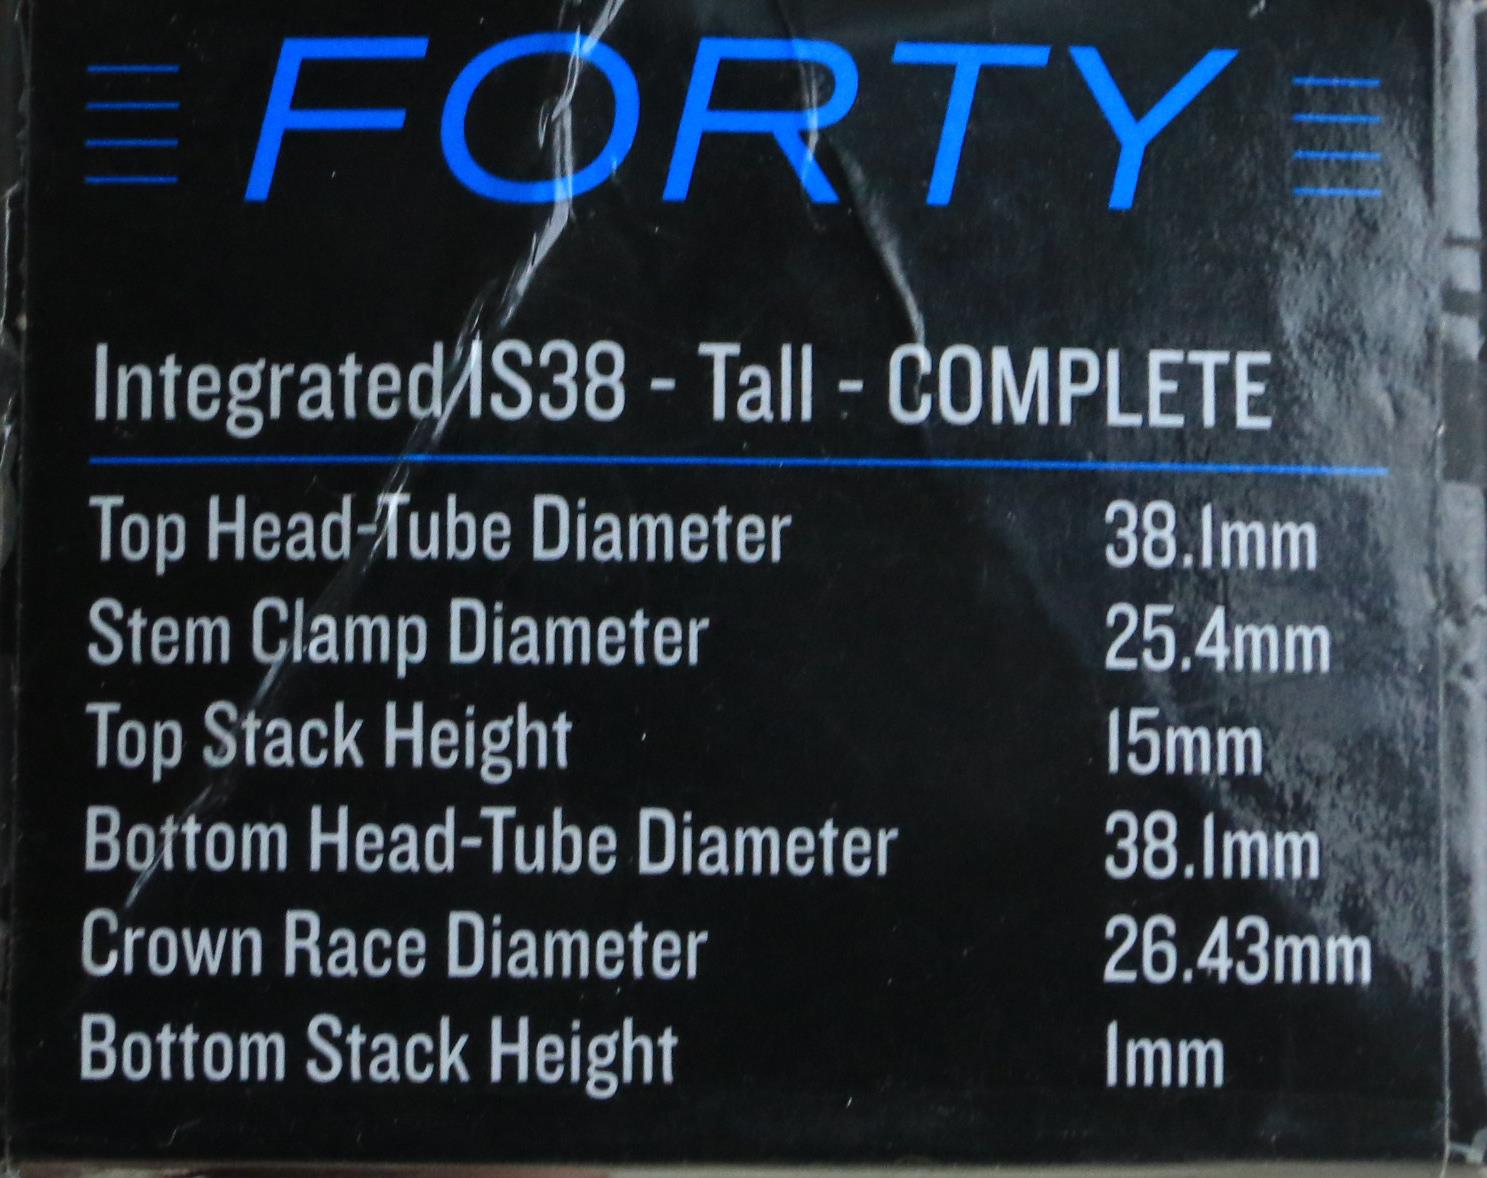 FORTY
Integrated IS38 - Tall - COMPLETE
Top Head-Tube Diameter 38.1mm
Stem Clamp Diameter 25.4mm
Top Stack Height 15mm
Bottom Head-Tube Diameter 38.1mm
Crown Race Diameter 26.43mm
Bottom Stack Height 1mm